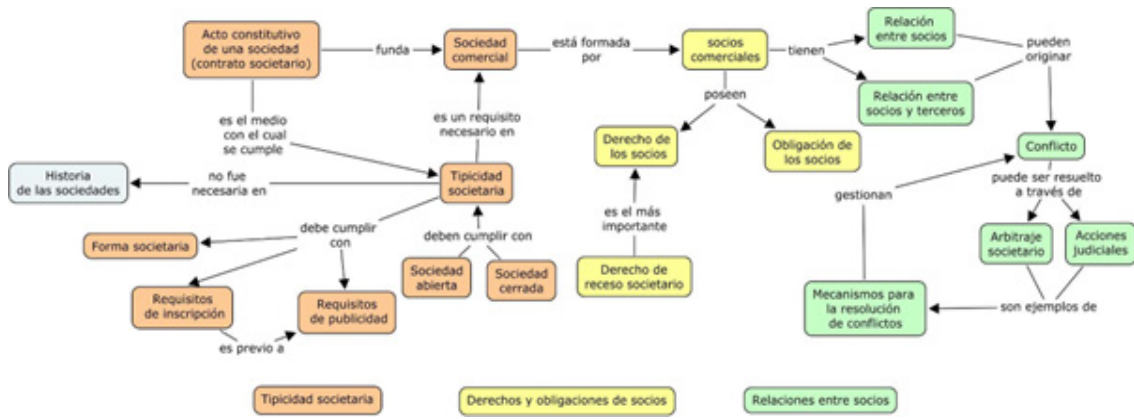 Acto constitutivo
de una sociedad
(contrato societario)
funda
Sociedad
comercial
está formada
por
socios
comerciales
tienen
Relación
entre socios
pueden
originar
Relación entre
socios y terceros
poseen
es el medio
con el cual
se cumple
es un requisito
necesario en
Derecho de
los socios
Obligación de
los socios
Conflicto
Historia
de las sociedades
no fue
necesaria en
Tipicidad
societaria
gestionan
puede ser resuelto
a través de
es el más
importante
debe cumplir
con
deben cumplir con
Forma societaria
Arbitraje
societario
Acciones
judiciales
Sociedad
abierta
Sociedad
cerrada
Derecho de
receso societario
Requisitos
de inscripción
Requisitos
de publicidad
Mecanismos para
la resolución
de conflictos
son ejemplos de
es previo a
Tipicidad societaria
Derechos y obligaciones de socios
Relaciones entre socios